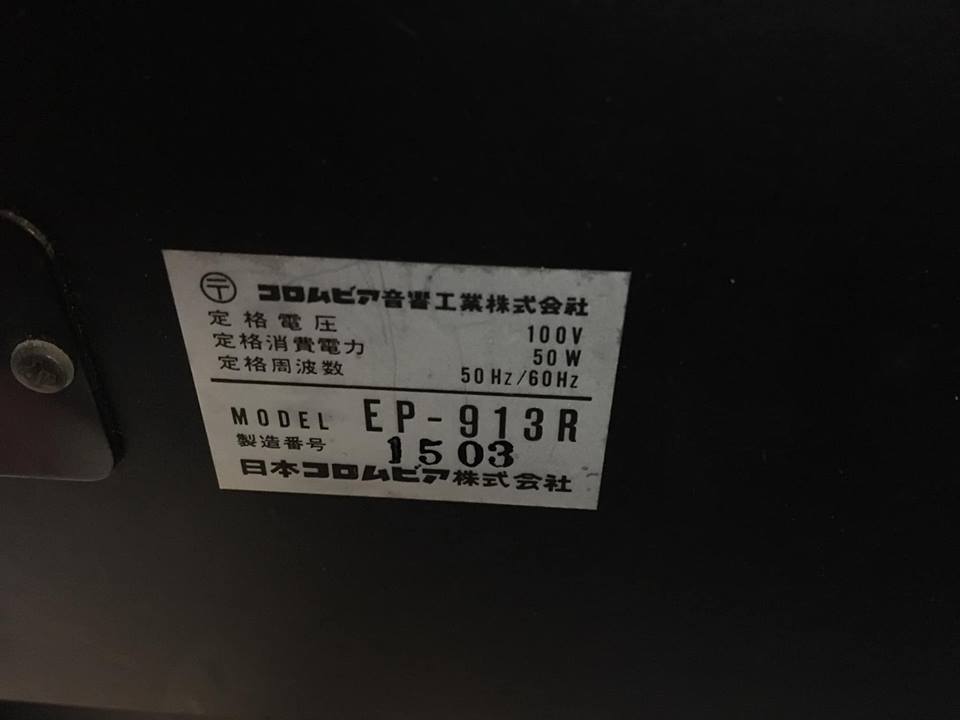 〒 コロムビア音響工業株式会社
定格電圧 100V
定格消費電力 50W
定格周波数 50Hz/60Hz
MODEL EP-913R
製造番号 1503
日本コロムビア株式会社